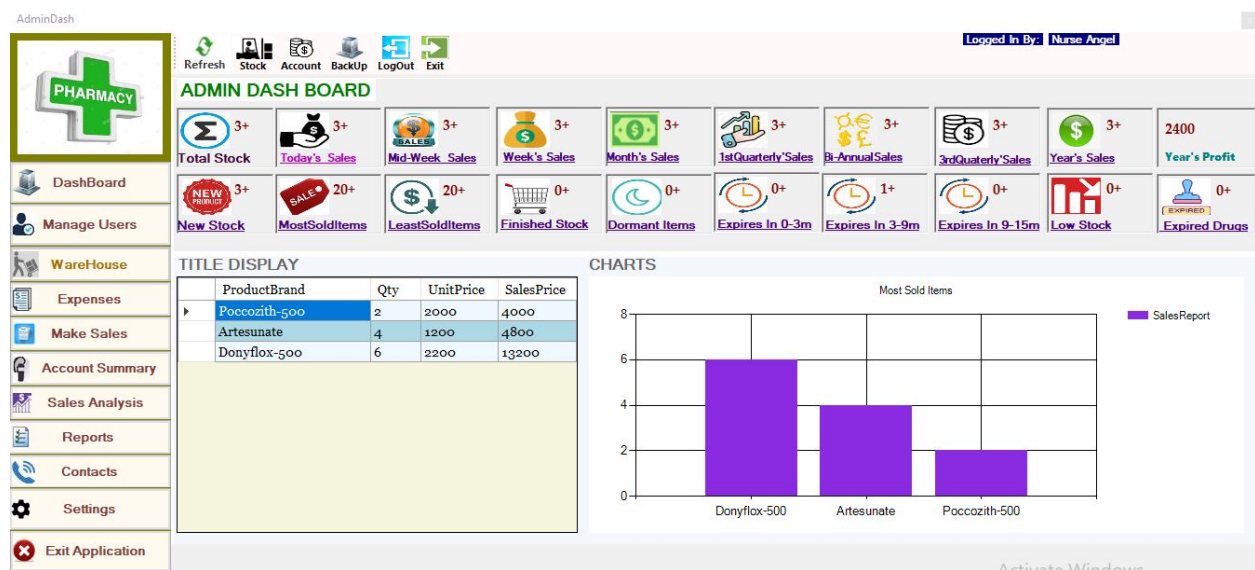 AdminDash
PHARMACY
Refresh Stock Account BackUp LogOut Exit
Logged In By: Nurse Angel
ADMIN DASH BOARD
3+ 3+ 3+ 3+ 3+ 3+ 3+ 3+ 3+ 2400
SALES
Total Stock Today's Sales Mid-Week Sales Week's Sales Month's Sales 1stQuarterly'Sales Bi-AnnualSales 3rdQuaterly'Sales Year's Sales Year's Profit
NEW PRODUCT 3+ SALE 20+ 20+ 0+ 0+ 0+ 1+ 0+ 0+ EXPIRED 0+
New Stock MostSoldItems LeastSoldItems Finished Stock Dormant Items Expires In 0-3m Expires In 3-9m Expires In 9-15m Low Stock Expired Drugs
DashBoard
Manage Users
WareHouse
Expenses
Make Sales
Account Summary
Sales Analysis
Reports
Contacts
Settings
Exit Application
TITLE DISPLAY
ProductBrand Qty UnitPrice SalesPrice
Poccozith-500 2 2000 4000
Artesunate 4 1200 4800
Donyflox-500 6 2200 13200
CHARTS
Most Sold Items
SalesReport
8
6
4
2
0
Donyflox-500 Artesunate Poccozith-500
Activate Windows